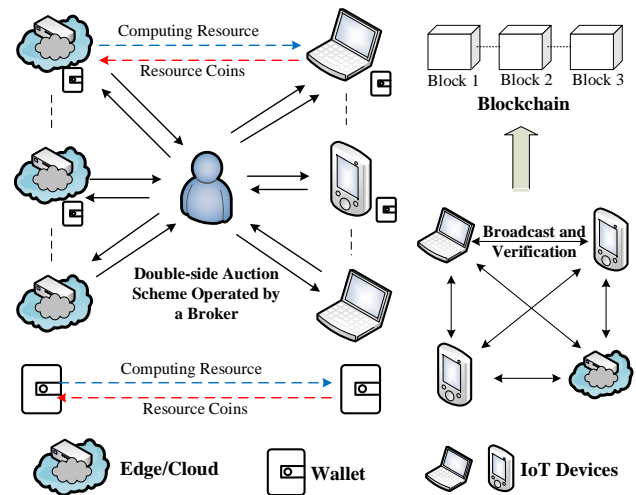 Computing Resource
Resource Coins
Block 1
Block 2
Block 3
Blockchain
Broadcast and
Verification
Double-side Auction
Scheme Operated by
a Broker
Computing Resource
Resource Coins
Edge/Cloud
Wallet
IoT Devices